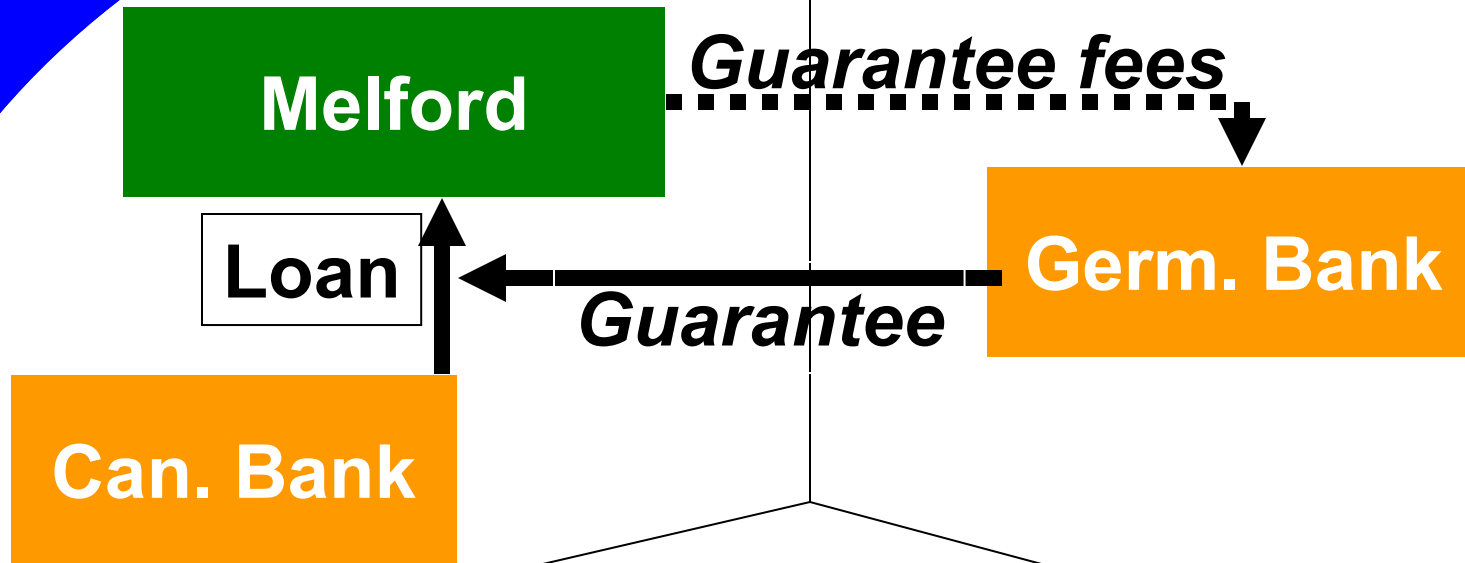 Melford
Guarantee fees
Germ. Bank
Loan
Guarantee
Can. Bank